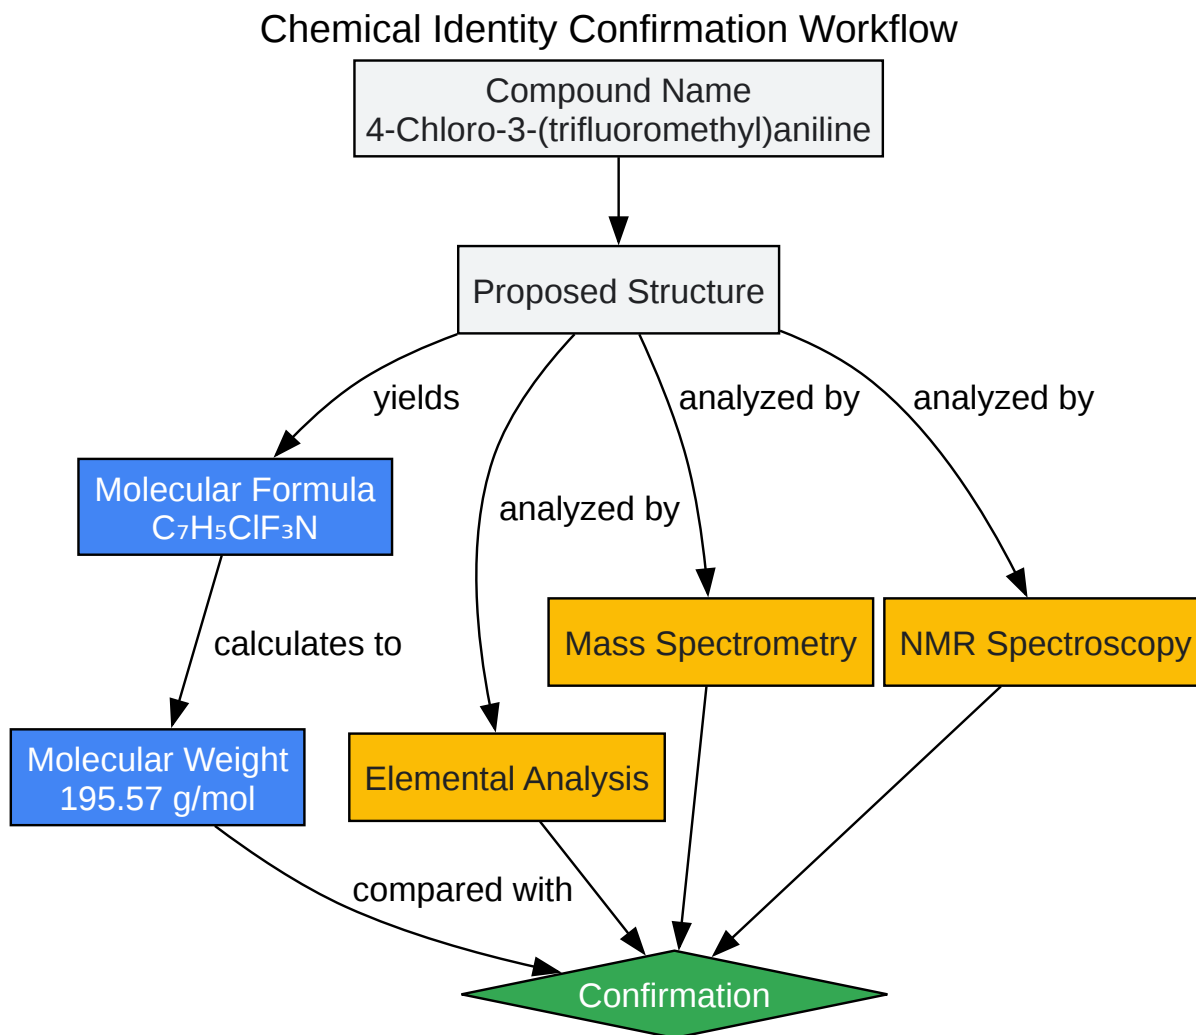 Chemical Identity Confirmation Workflow
Compound Name
4-Chloro-3-(trifluoromethyl)aniline
Proposed Structure
yields
analyzed by
analyzed by
Molecular Formula
C₇H₅ClF₃N
analyzed by
calculates to
Mass Spectrometry
NMR Spectroscopy
Molecular Weight
195.57 g/mol
Elemental Analysis
compared with
Confirmation